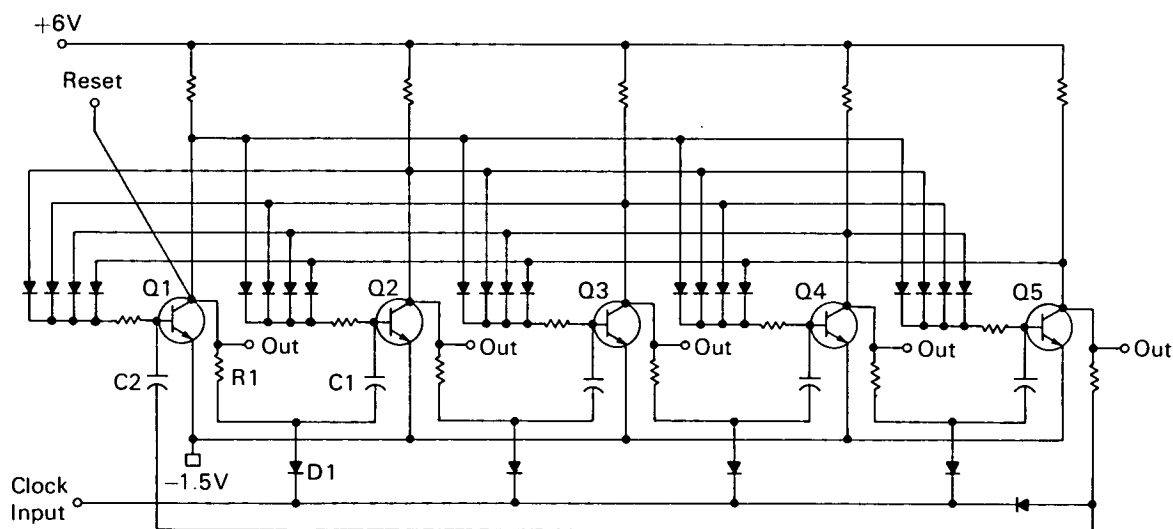 +6V
Reset
Q1
Q2
Q3
Q4
Q5
Out
Out
Out
Out
Out
C2
R1
C1
−1.5V
D1
Clock
Input